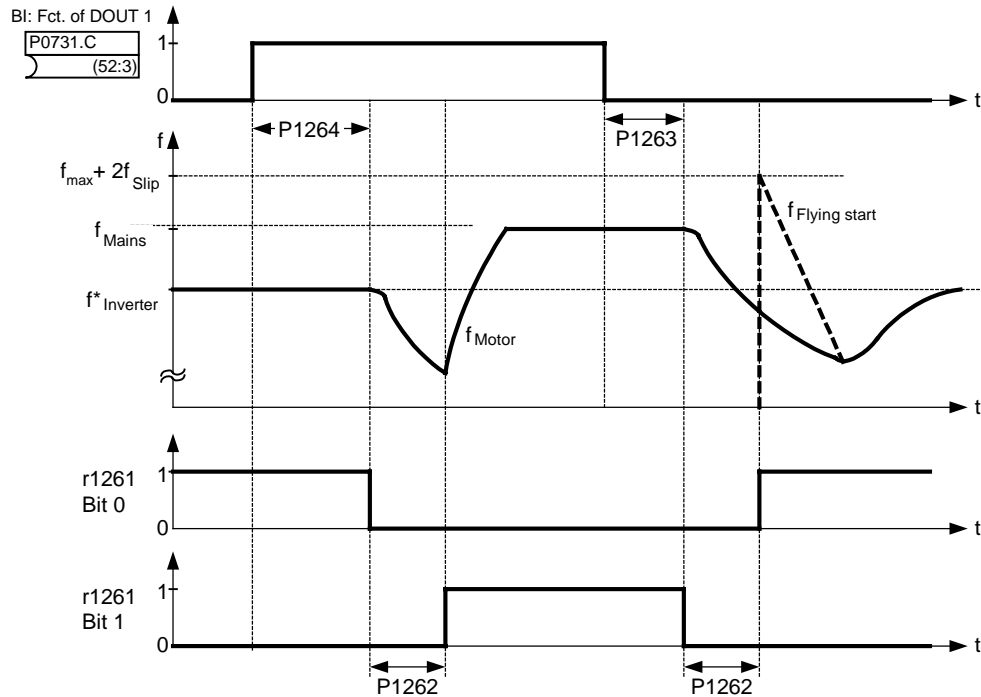 BI: Fct. of DOUT 1
P0731.C
(52:3)
1
0
t
P1264
P1263
f
fmax+ 2fSlip
fFlying start
fMains
f*Inverter
fMotor
t
r1261
Bit 0
1
0
t
r1261
Bit 1
1
0
t
P1262
P1262